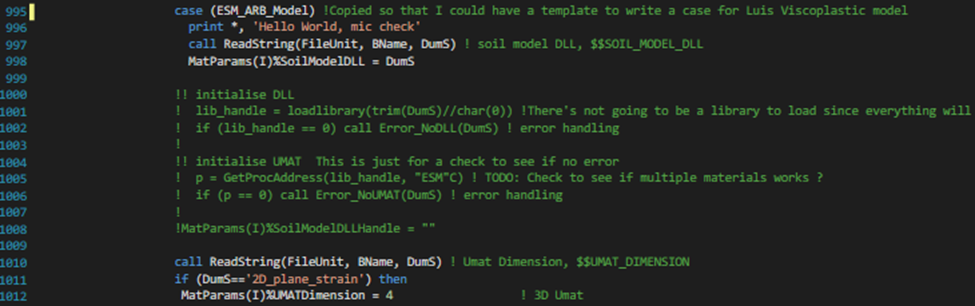 995 case (ESM_ARB_Model) !Copied so that I could have a template to write a case for Luis Viscoplastic model
996 print *, 'Hello World, mic check'
997 call ReadString(FileUnit, BName, DumS) ! soil model DLL, $$SOIL_MODEL_DLL
998 MatParams(I)%SoilModelDLL = DumS
999
1000 !! initialise DLL
1001 ! lib_handle = loadlibrary(trim(DumS)//char(0)) !There's not going to be a library to load since everything will
1002 ! if (lib_handle == 0) call Error_NoDLL(DumS) ! error handling
1003 !
1004 !! initialise UMAT This is just for a check to see if no error
1005 ! p = GetProcAddress(lib_handle, "ESM"C) ! TODO: Check to see if multiple materials works ?
1006 ! if (p == 0) call Error_NoUMAT(DumS) ! error handling
1007 !
1008 !MatParams(I)%SoilModelDLLHandle = ""
1009
1010 call ReadString(FileUnit, BName, DumS) ! Umat Dimension, $$UMAT_DIMENSION
1011 if (DumS=='2D_plane_strain') then
1012 MatParams(I)%UMATDimension = 4 ! 3D Umat